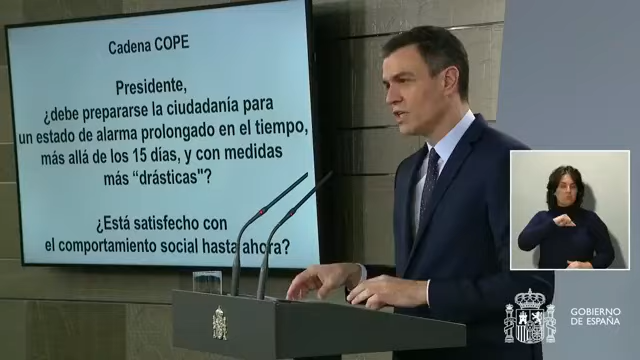 Cadena COPE
Presidente,
¿debe prepararse la ciudadanía para
un estado de alarma prolongado en el tiempo,
más allá de los 15 días, y con medidas
más “drásticas"?
¿Está satisfecho con
el comportamiento social hasta ahora?
GOBIERNO
DE ESPAÑA